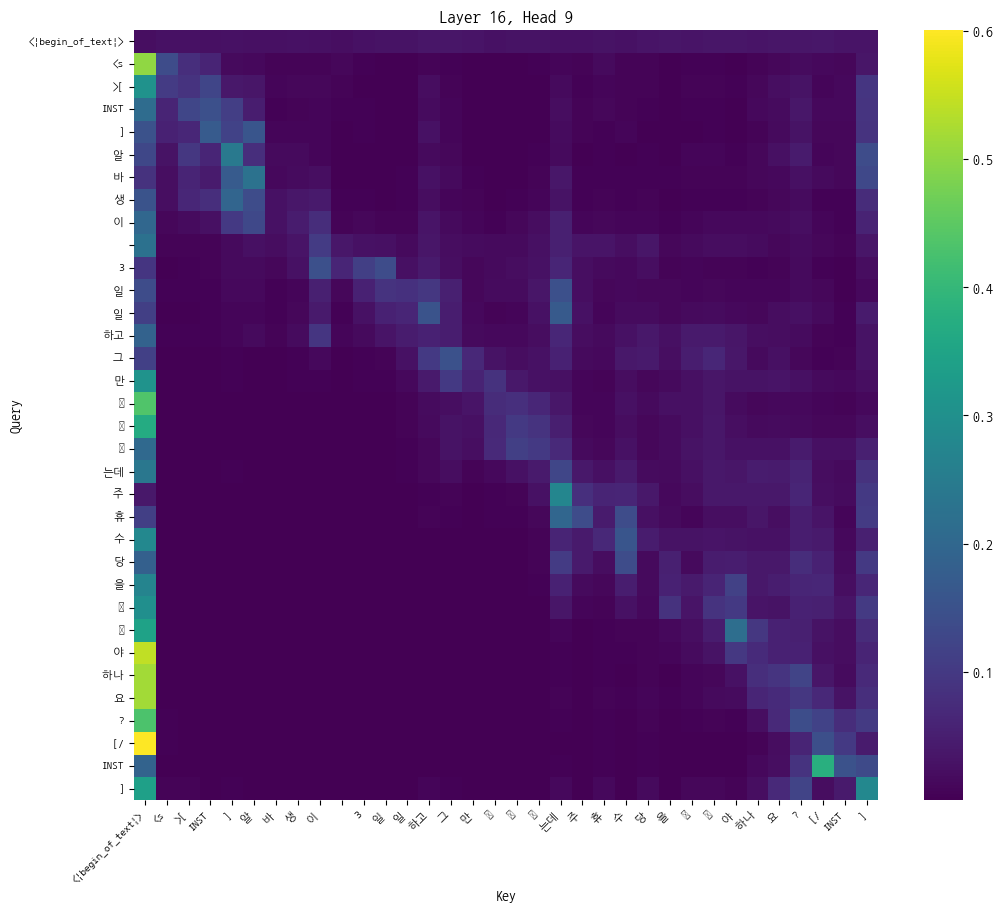 Layer 16, Head 9
<|begin_of_text|>
<s
>[
INST
]
알
바
생
이
3
일
일
하고
그
만
는데
주
휴
수
당
을
야
하나
요
?
[/
INST
]
Query
<|begin_of_text|>
<s
>[
INST
]
알
바
생
이
3
일
일
하고
그
만
는데
주
휴
수
당
을
야
하나
요
?
[/
INST
]
Key
0.6
0.5
0.4
0.3
0.2
0.1